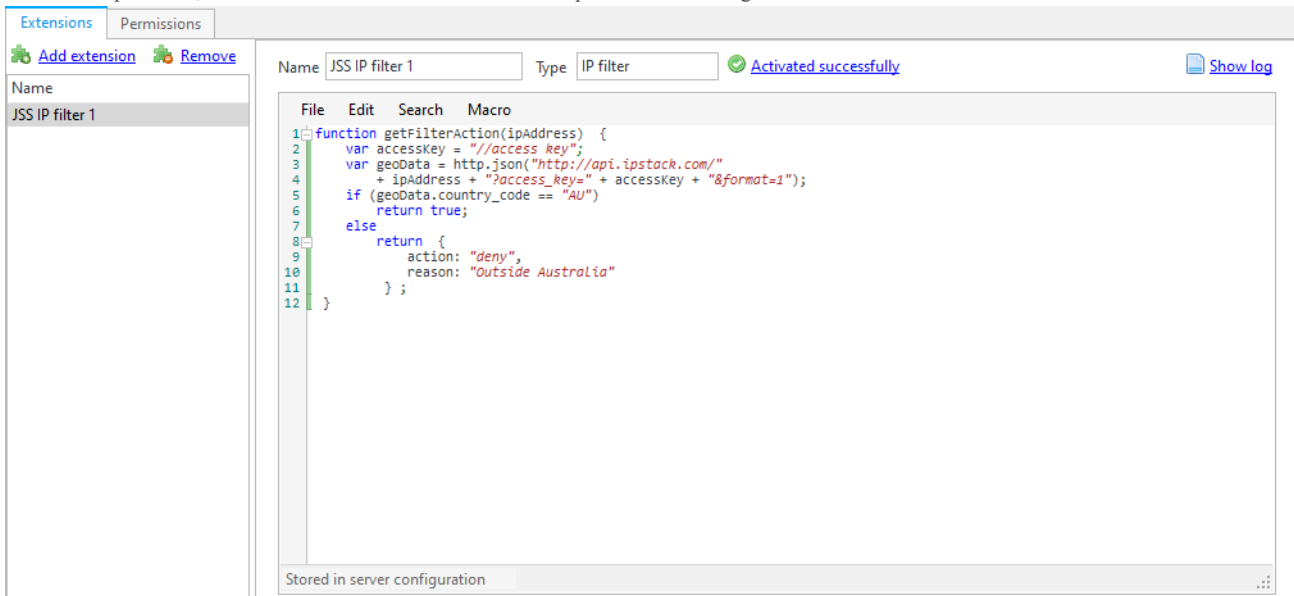 Extensions Permissions
Add extension Remove
Name
JSS IP filter 1
Name JSS IP filter 1 Type IP filter Activated successfully Show log
File Edit Search Macro
1 function getFilterAction(ipAddress) {
2 var accessKey = "//access key";
3 var geoData = http.json("http://api.ipstack.com/"
4 + ipAddress + "?access_key=" + accessKey + "&format=1");
5 if (geoData.country_code == "AU")
6 return true;
7 else
8 return {
9 action: "deny",
10 reason: "Outside Australia"
11 } ;
12 }
Stored in server configuration